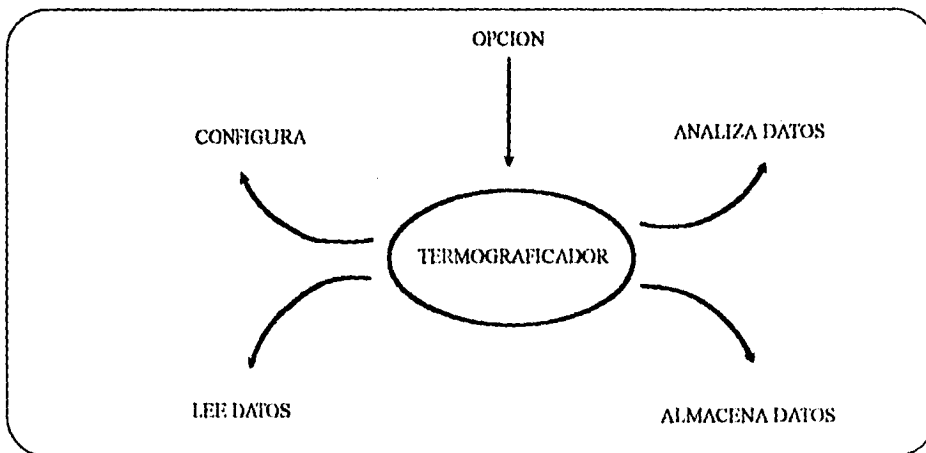 OPCION
CONFIGURA
ANALIZA DATOS
TERMOGRAFICADOR
LEE DATOS
ALMACENA DATOS